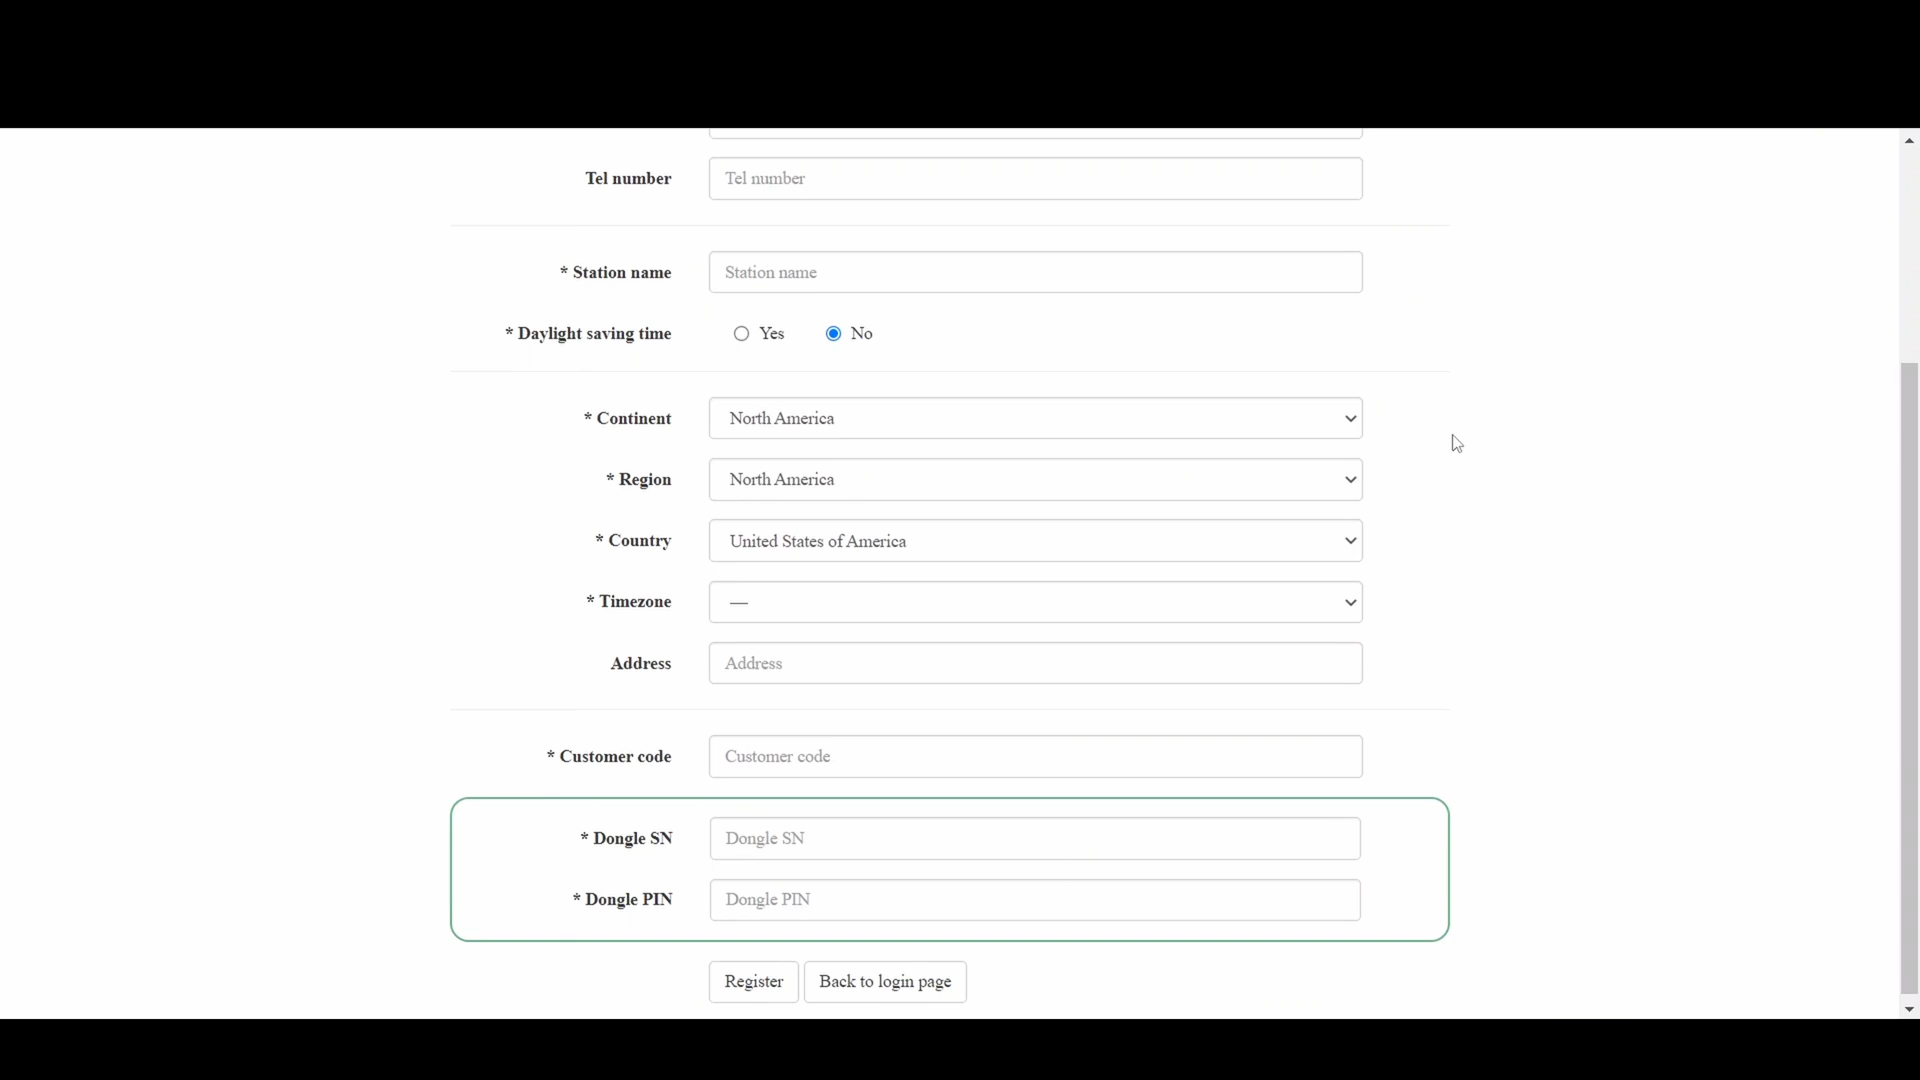 Tel number Tel number
* Station name Station name
* Daylight saving time Yes No
* Continent North America
* Region North America
* Country United States of America
* Timezone —
Address Address
* Customer code Customer code
* Dongle SN Dongle SN
* Dongle PIN Dongle PIN
Register Back to login page